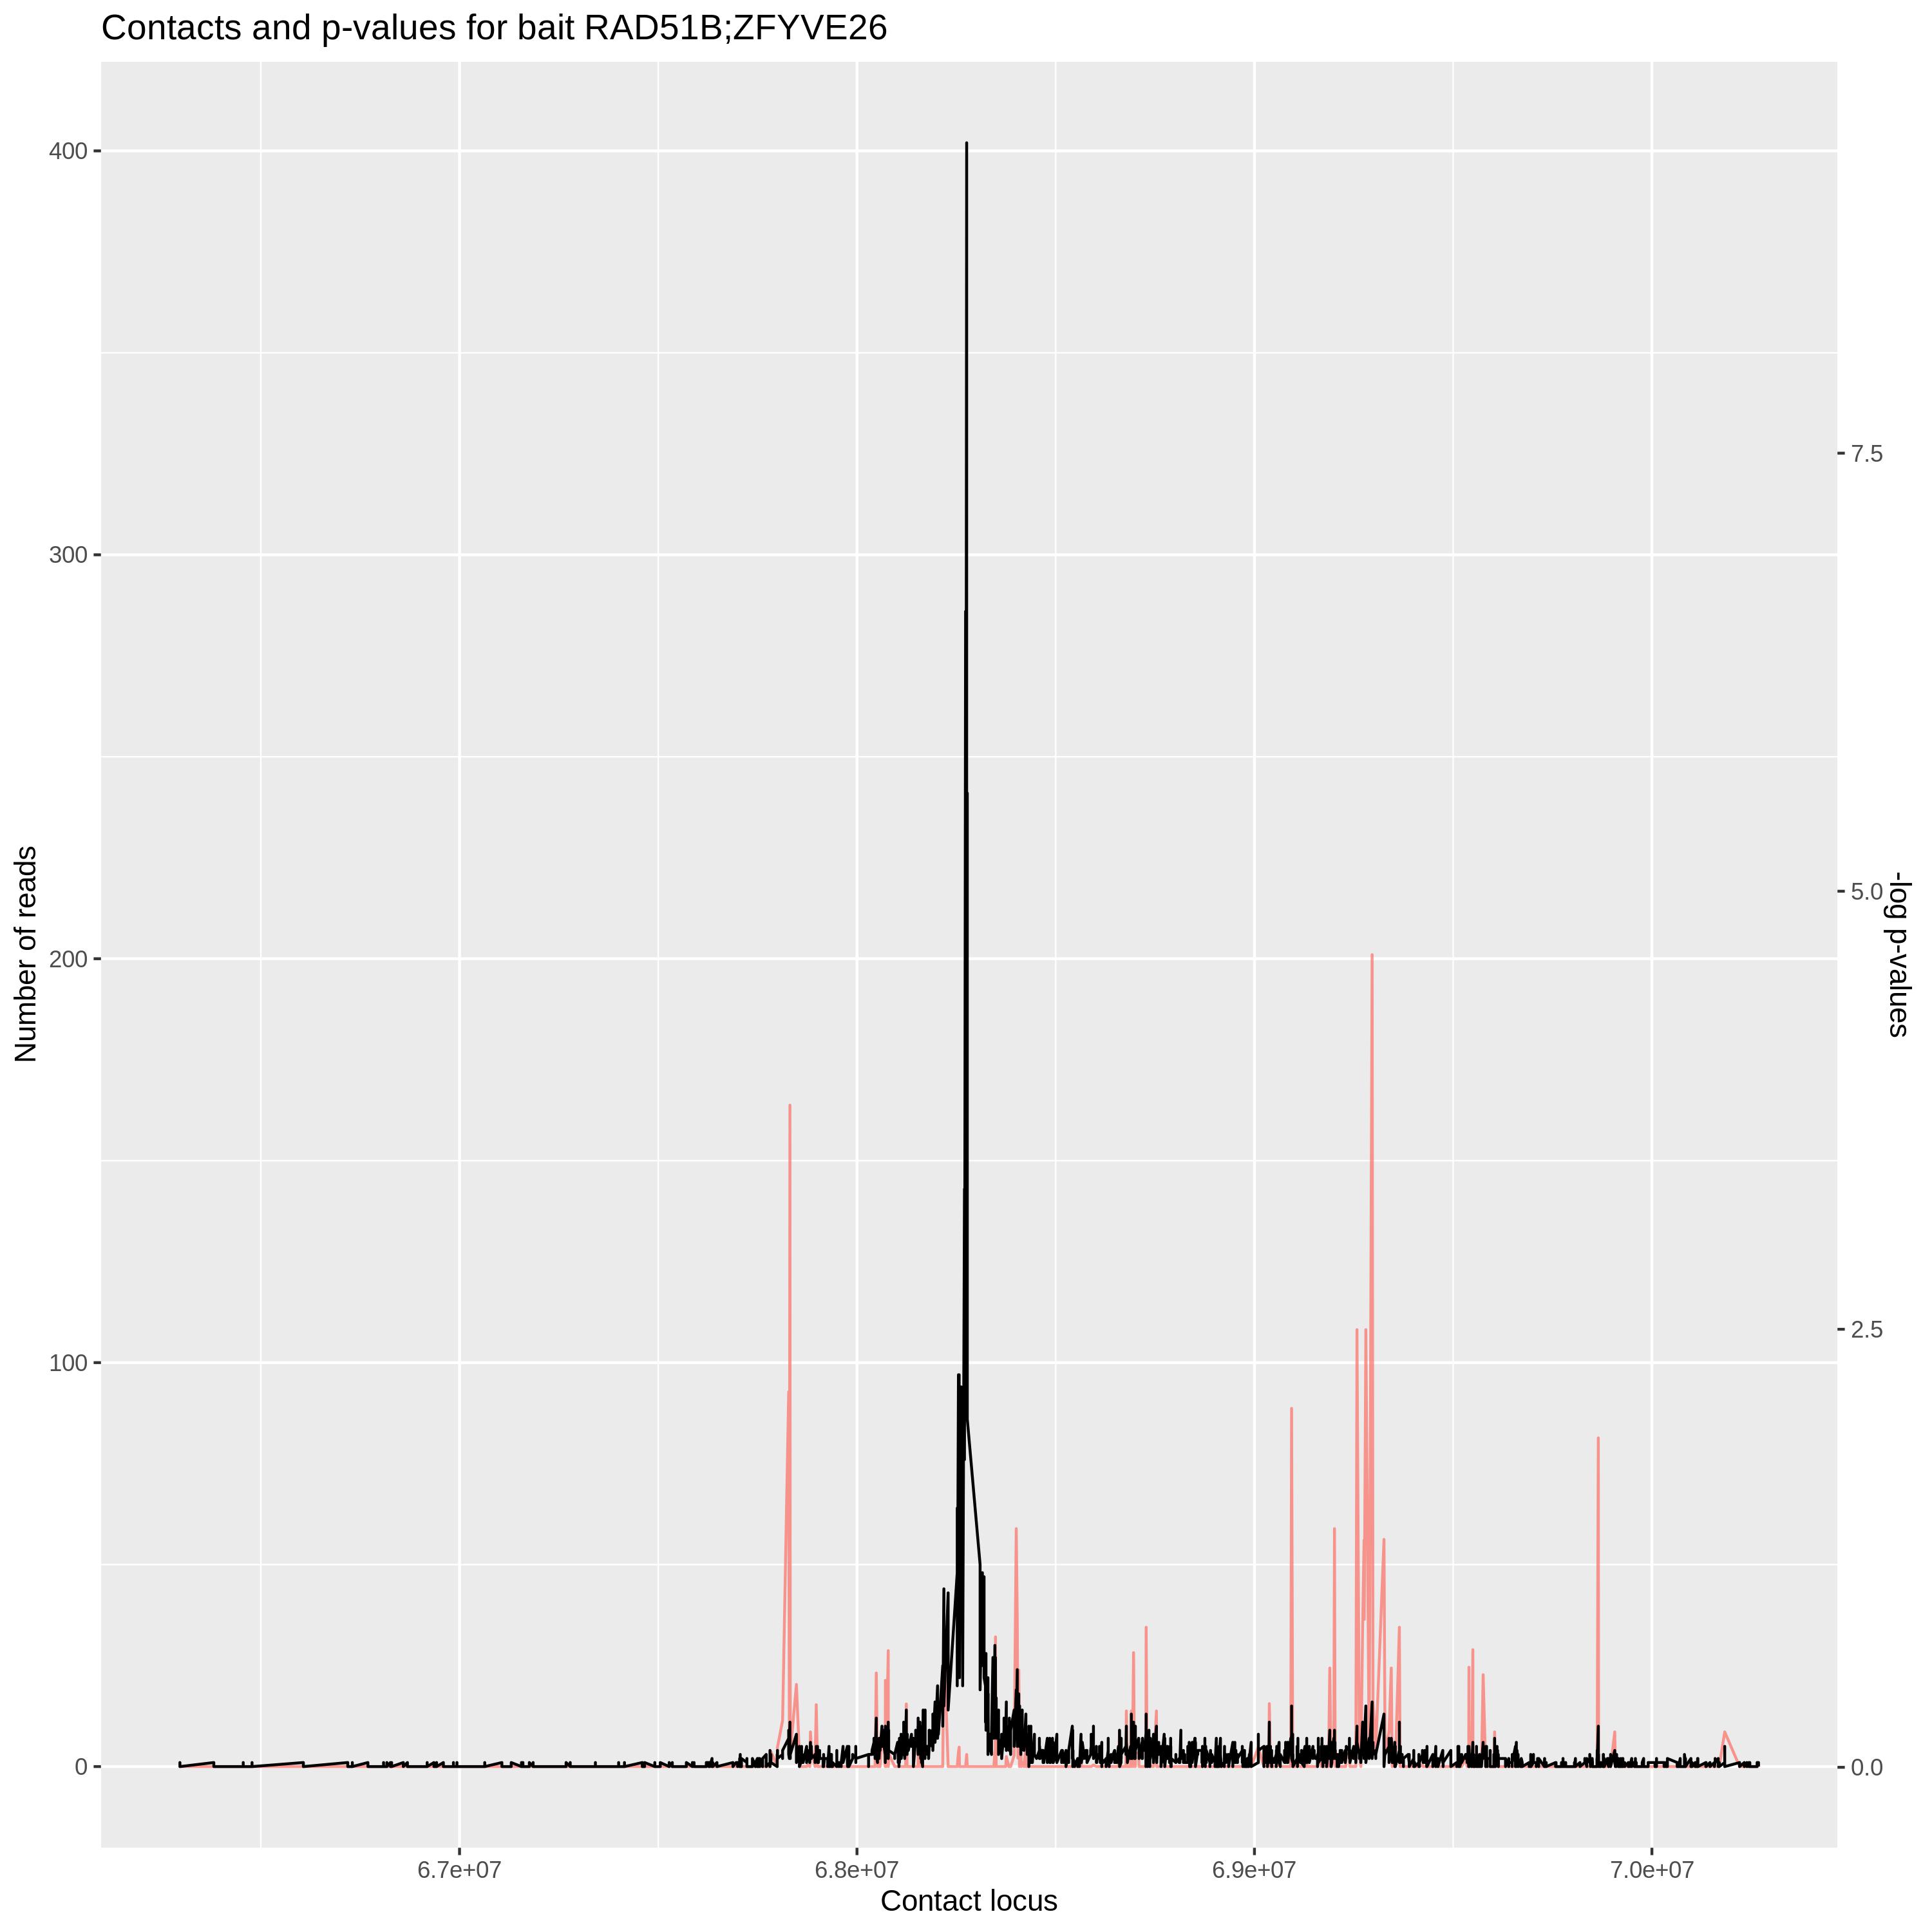 Contacts and p-values for bait RAD51B;ZFYVE26
400
300
200
100
0
Number of reads
7.5
5.0
2.5
0.0
-log p-values
6.7e+07
6.8e+07
6.9e+07
7.0e+07
Contact locus